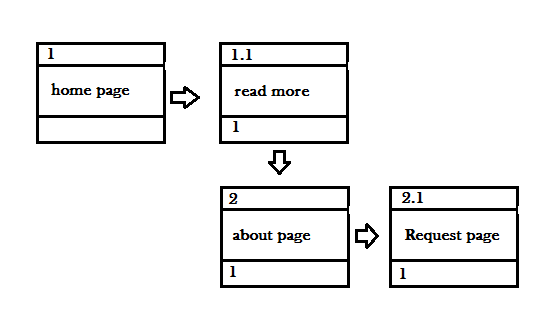 1
home page
1.1
read more
1
2
about page
1
2.1
Request page
1